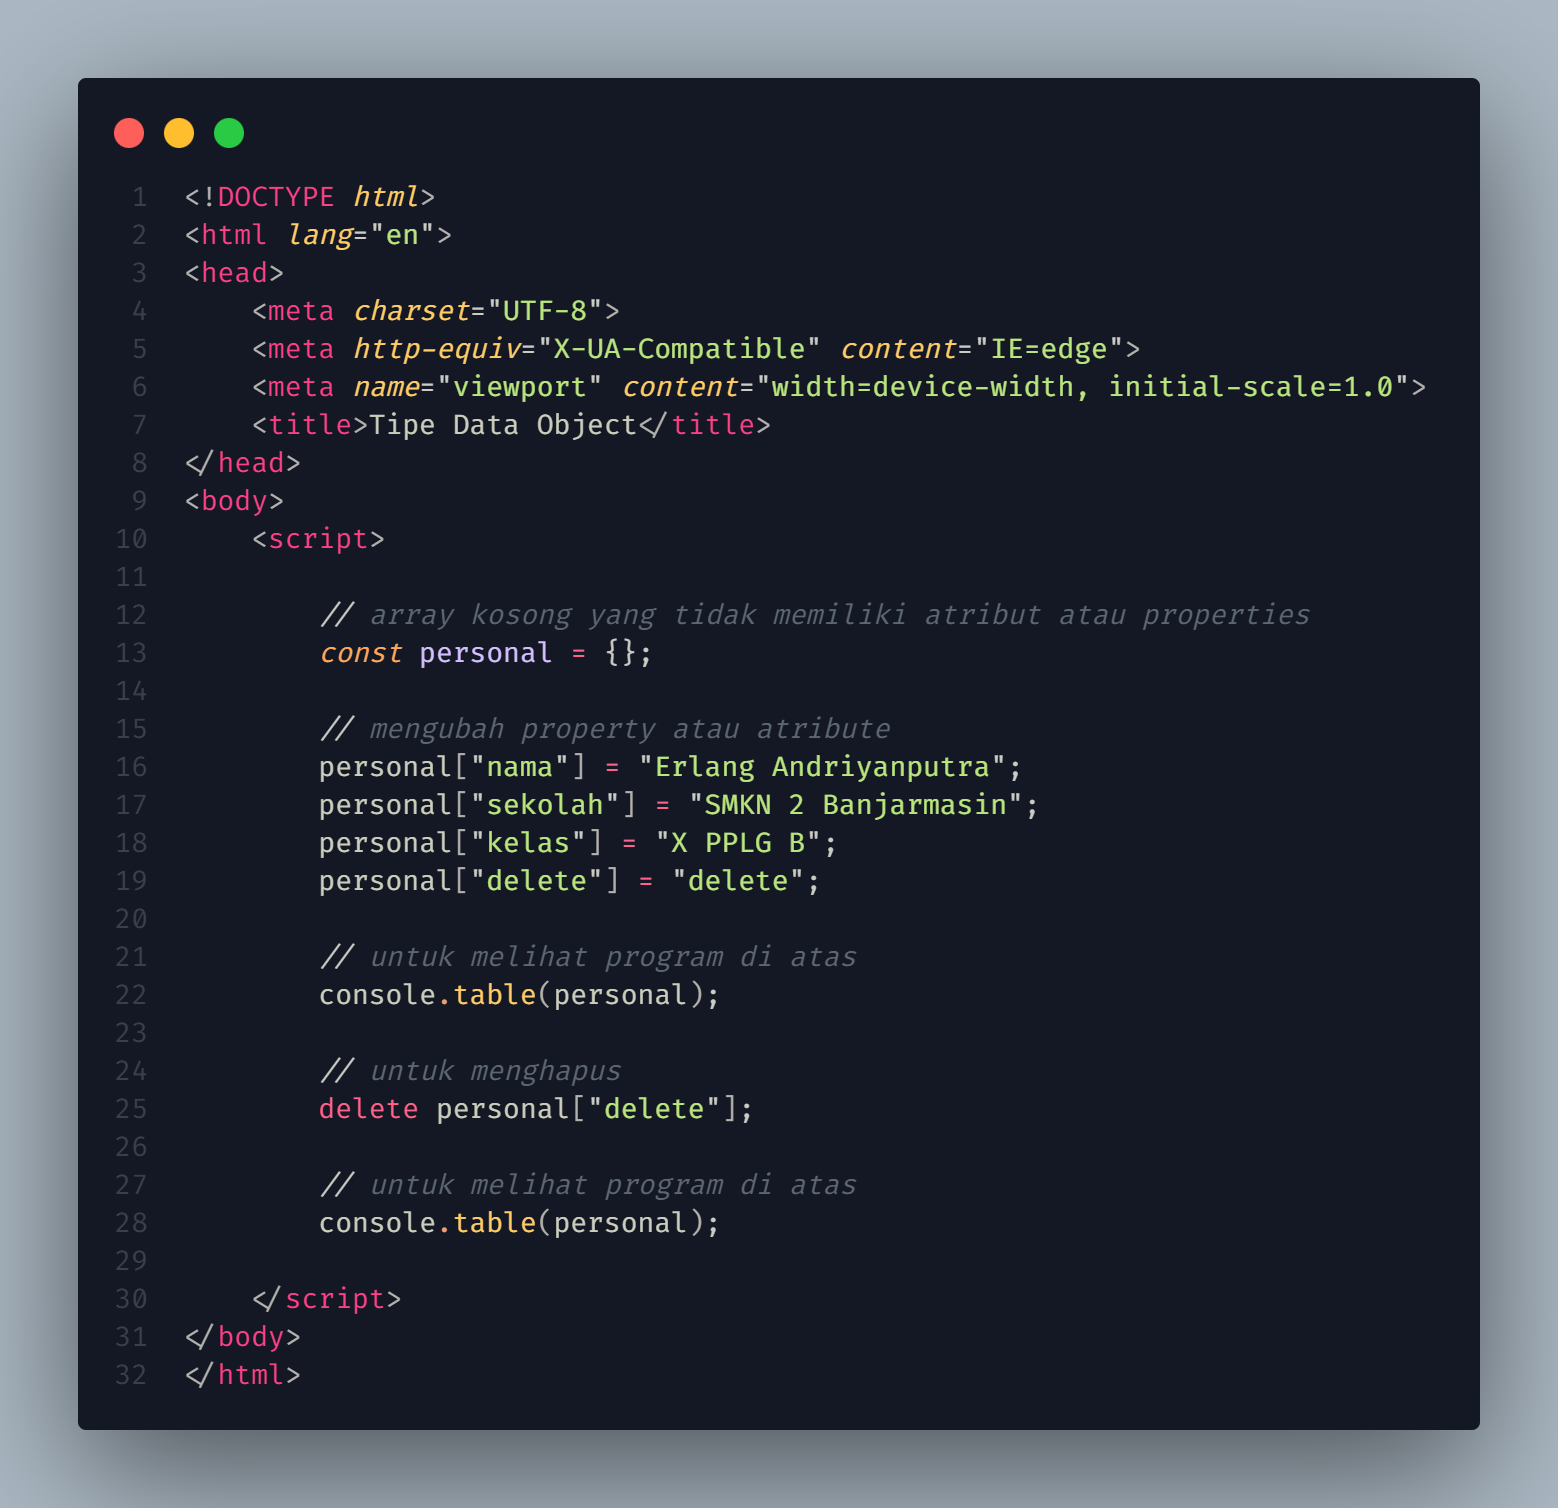 1 <!DOCTYPE html>
2 <html lang="en">
3 <head>
4     <meta charset="UTF-8">
5     <meta http-equiv="X-UA-Compatible" content="IE=edge">
6     <meta name="viewport" content="width=device-width, initial-scale=1.0">
7     <title>Tipe Data Object</title>
8 </head>
9 <body>
10     <script>
11
12         // array kosong yang tidak memiliki atribut atau properties
13         const personal = {};
14
15         // mengubah property atau atribute
16         personal["nama"] = "Erlang Andriyanputra";
17         personal["sekolah"] = "SMKN 2 Banjarmasin";
18         personal["kelas"] = "X PPLG B";
19         personal["delete"] = "delete";
20
21         // untuk melihat program di atas
22         console.table(personal);
23
24         // untuk menghapus
25         delete personal["delete"];
26
27         // untuk melihat program di atas
28         console.table(personal);
29
30     </script>
31 </body>
32 </html>